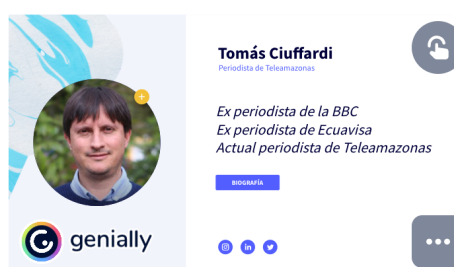 Tomás Ciuffardi
Periodista de Teleamazonas
Ex periodista de la BBC
Ex periodista de Ecuavisa
Actual periodista de Teleamazonas
BIOGRAFÍA
genially